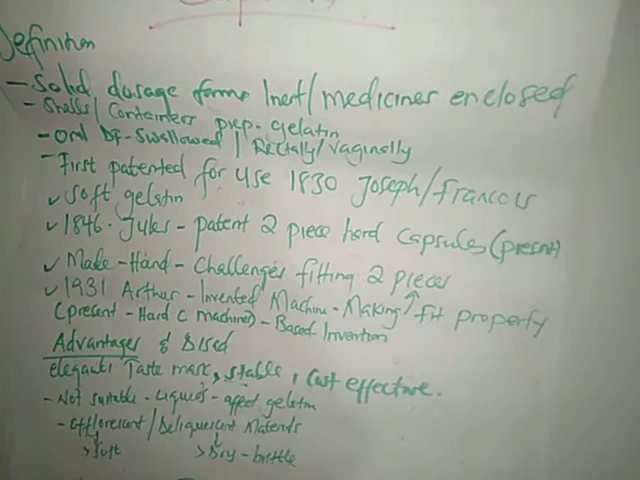 Definition
- Solid dosage forms Inert/medicines enclosed
- Shells/Containers prep. gelatin
- Oral DF - Swallowed | Rectally/vaginally
- First patented for use 1830 Joseph/Francois
✓ Soft gelatin
✓ 1846. Jules - patent 2 piece hard capsules (present)
✓ Made - Hand - Challenges fitting 2 pieces
✓ 1931 Arthur - Invented Machine - Making/fit properly
(present - Hard C machines) - Based Invention
Advantages & Disad
elegant, Taste mask, stable, Cost effective.
- Not suitable - Liquids - affect gelatin
- Efflorescent/Deliquescent Materials
> Soft > Dry - brittle